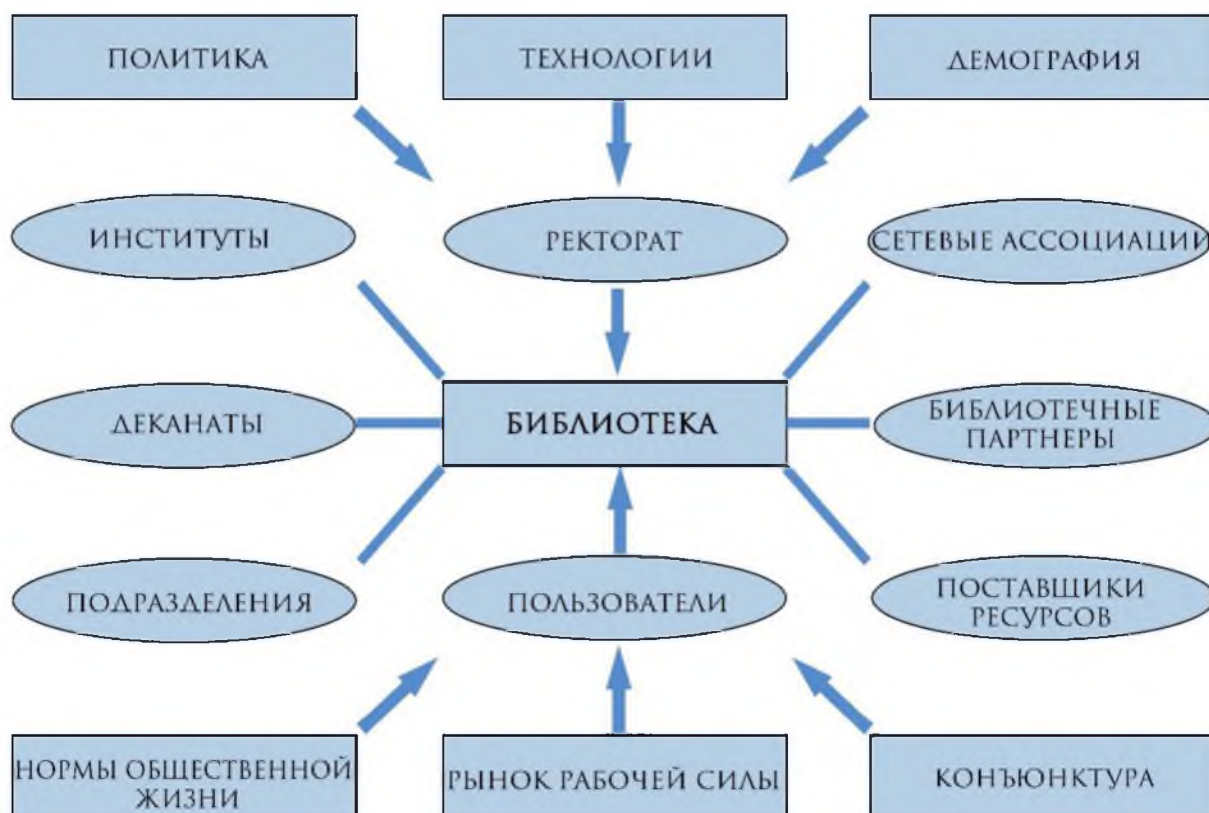 ПОЛИТИКА
ТЕХНОЛОГИИ
ДЕМОГРАФИЯ
ИНСТИТУТЫ
РЕКТОРАТ
СЕТЕВЫЕ АССОЦИАЦИИ
ДЕКАНАТЫ
БИБЛИОТЕКА
БИБЛИОТЕЧНЫЕ
ПАРТНЕРЫ
ПОДРАЗДЕЛЕНИЯ
ПОЛЬЗОВАТЕЛИ
ПОСТАВЩИКИ
РЕСУРСОВ
НОРМЫ ОБЩЕСТВЕННОЙ
ЖИЗНИ
РЫНОК РАБОЧЕЙ СИЛЫ
КОНЪЮНКТУРА